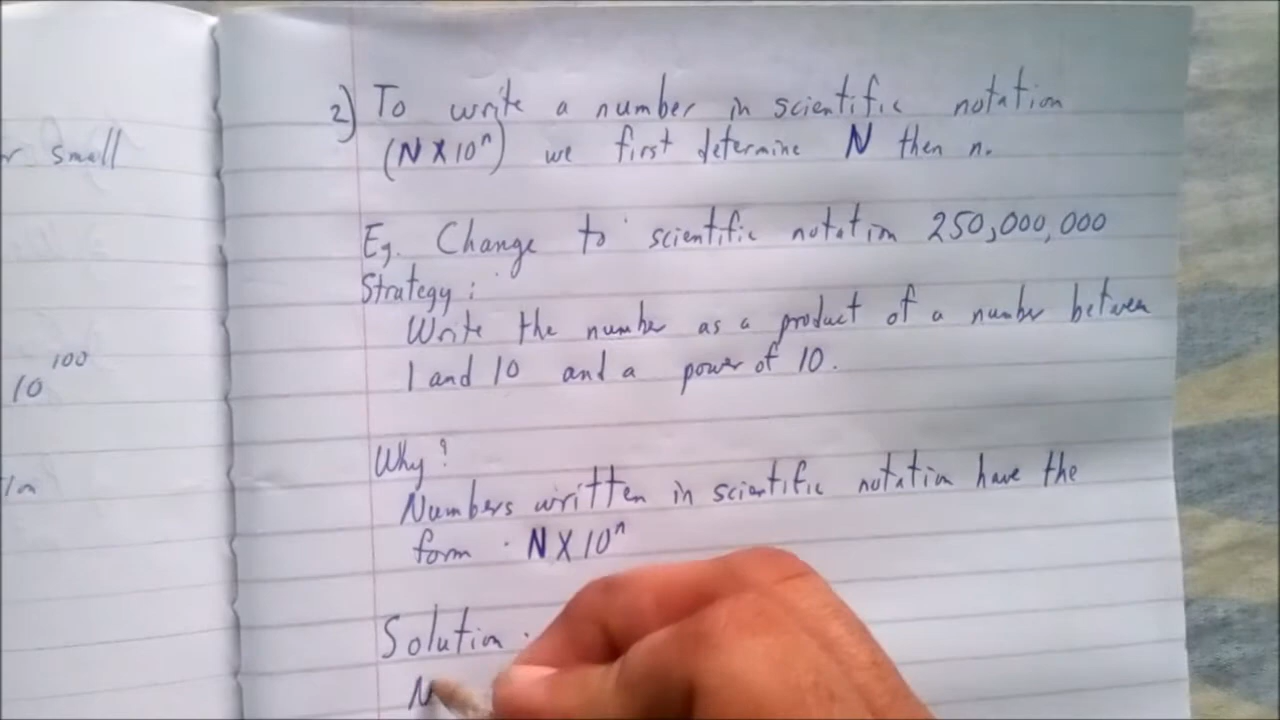 r small
10^100
2) To write a number in scientific notation
(N X 10^n) we first determine N then n.
Eg. Change to scientific notation 250,000,000
Strategy:
Write the number as a product of a number between
1 and 10 and a power of 10.
Why?
Numbers written in scientific notation have the
form N X 10^n
Solution
N